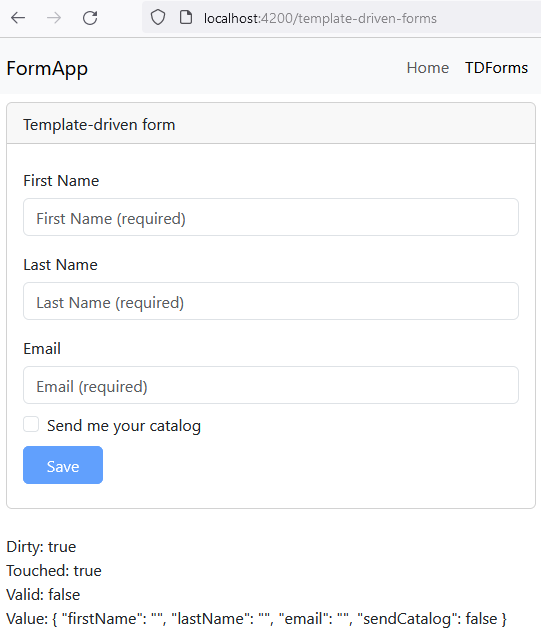 localhost:4200/template-driven-forms
FormApp Home TDForms
Template-driven form
First Name
First Name (required)
Last Name
Last Name (required)
Email
Email (required)
Send me your catalog
Save
Dirty: true
Touched: true
Valid: false
Value: { "firstName": "", "lastName": "", "email": "", "sendCatalog": false }